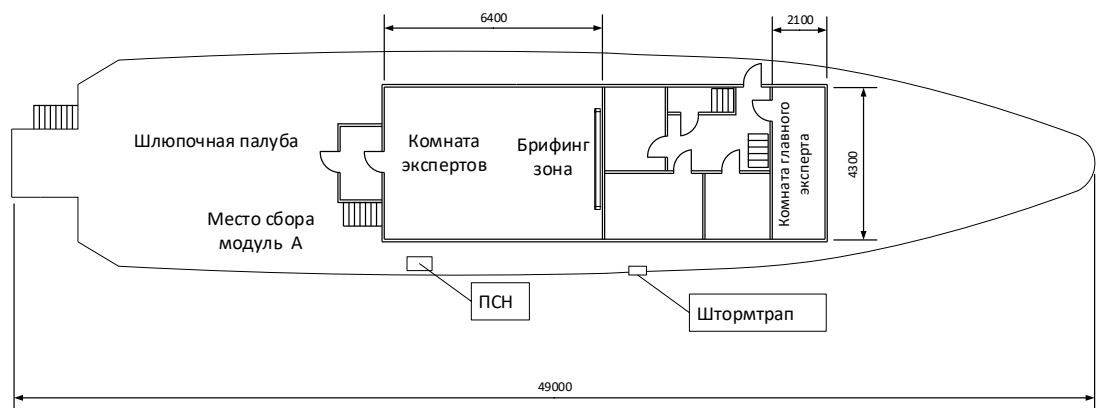 6400
2100
Шлюпочная палуба
Комната
экспертов
Брифинг
зона
Комната главного
эксперта
4300
Место сбора
модуль А
ПСН
Штормтрап
49000